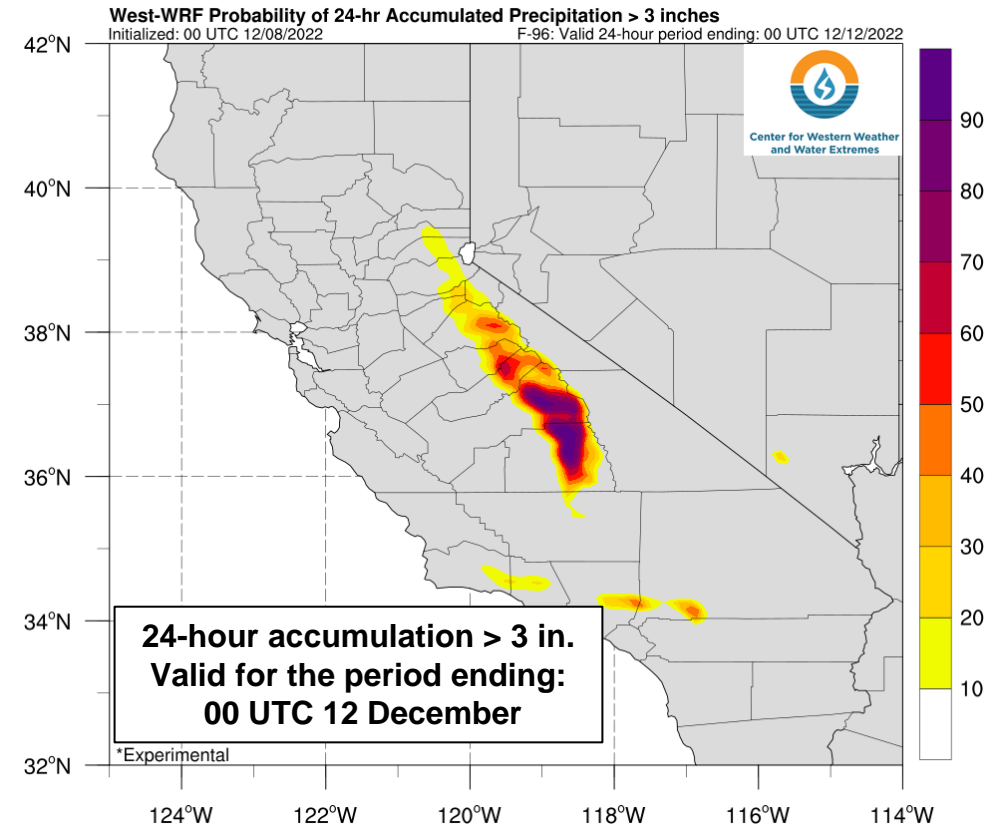 West-WRF Probability of 24-hr Accumulated Precipitation > 3 inches
Initialized: 00 UTC 12/08/2022
F-96: Valid 24-hour period ending: 00 UTC 12/12/2022
42°N
Center for Western Weather
and Water Extremes
90
40°N
80
70
38°N
60
50
40
36°N
30
20
34°N
24-hour accumulation > 3 in.
Valid for the period ending:
00 UTC 12 December
10
*Experimental
32°N
124°W
122°W
120°W
118°W
116°W
114°W